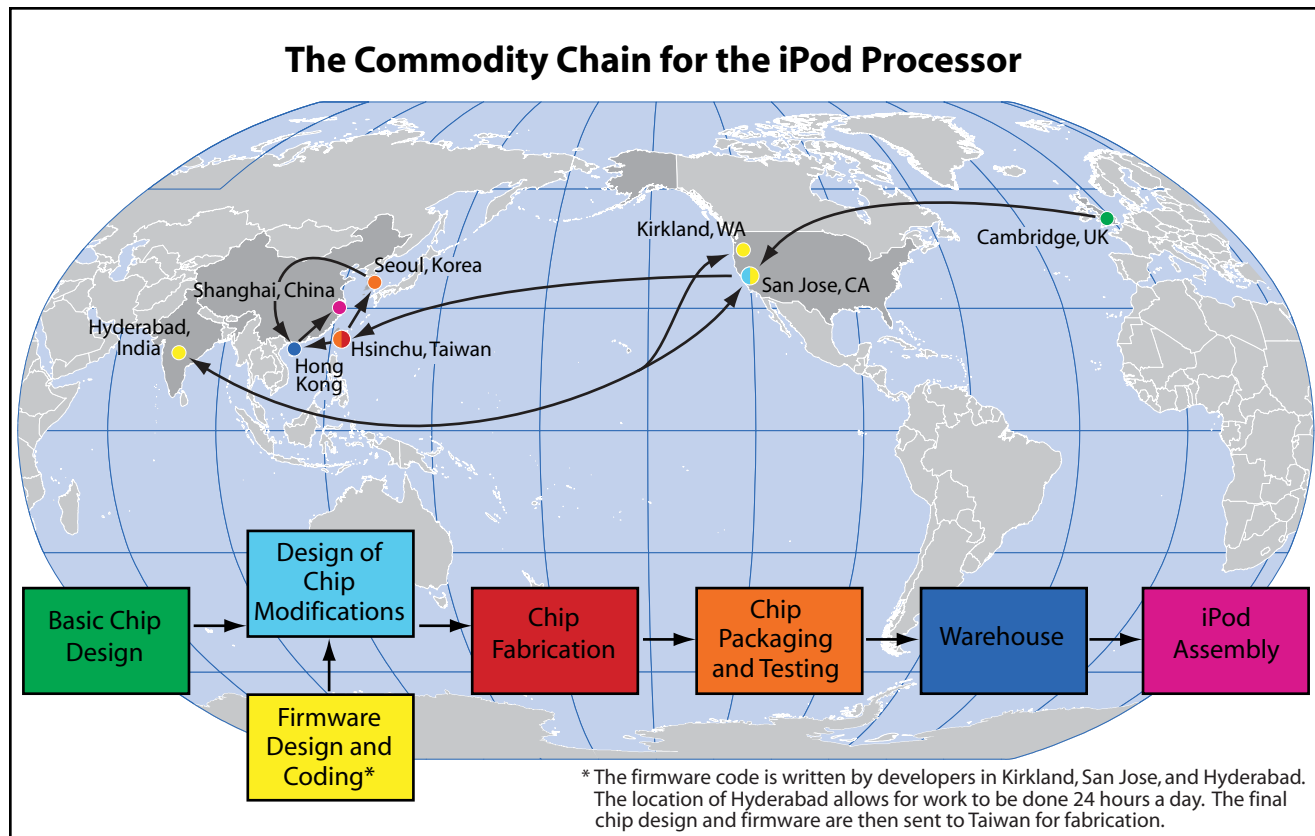 The Commodity Chain for the iPod Processor
Kirkland, WA
Cambridge, UK
Seoul, Korea
San Jose, CA
Shanghai, China
Hyderabad,
India
Hsinchu, Taiwan
Hong
Kong
Basic Chip
Design
Design of
Chip
Modifications
Firmware
Design and
Coding*
Chip
Fabrication
Chip
Packaging
and Testing
Warehouse
iPod
Assembly
* The firmware code is written by developers in Kirkland, San Jose, and Hyderabad.
The location of Hyderabad allows for work to be done 24 hours a day. The final
chip design and firmware are then sent to Taiwan for fabrication.